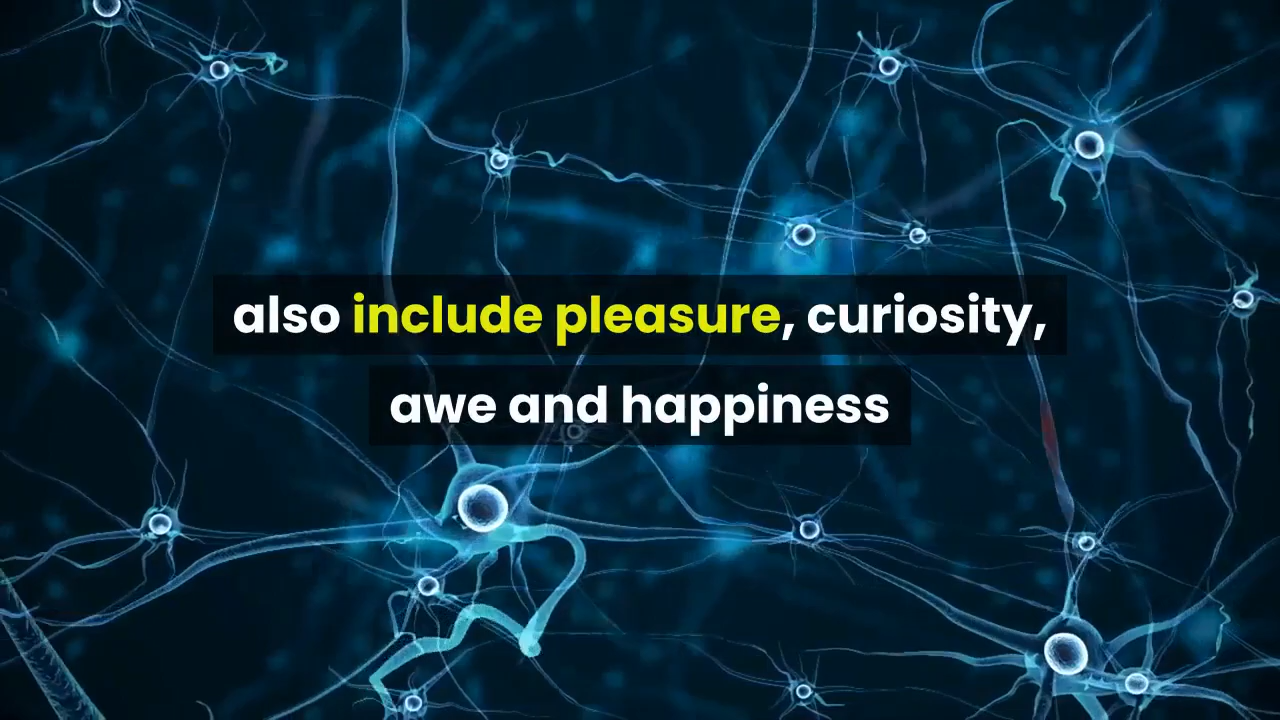 also include pleasure, curiosity,
awe and happiness